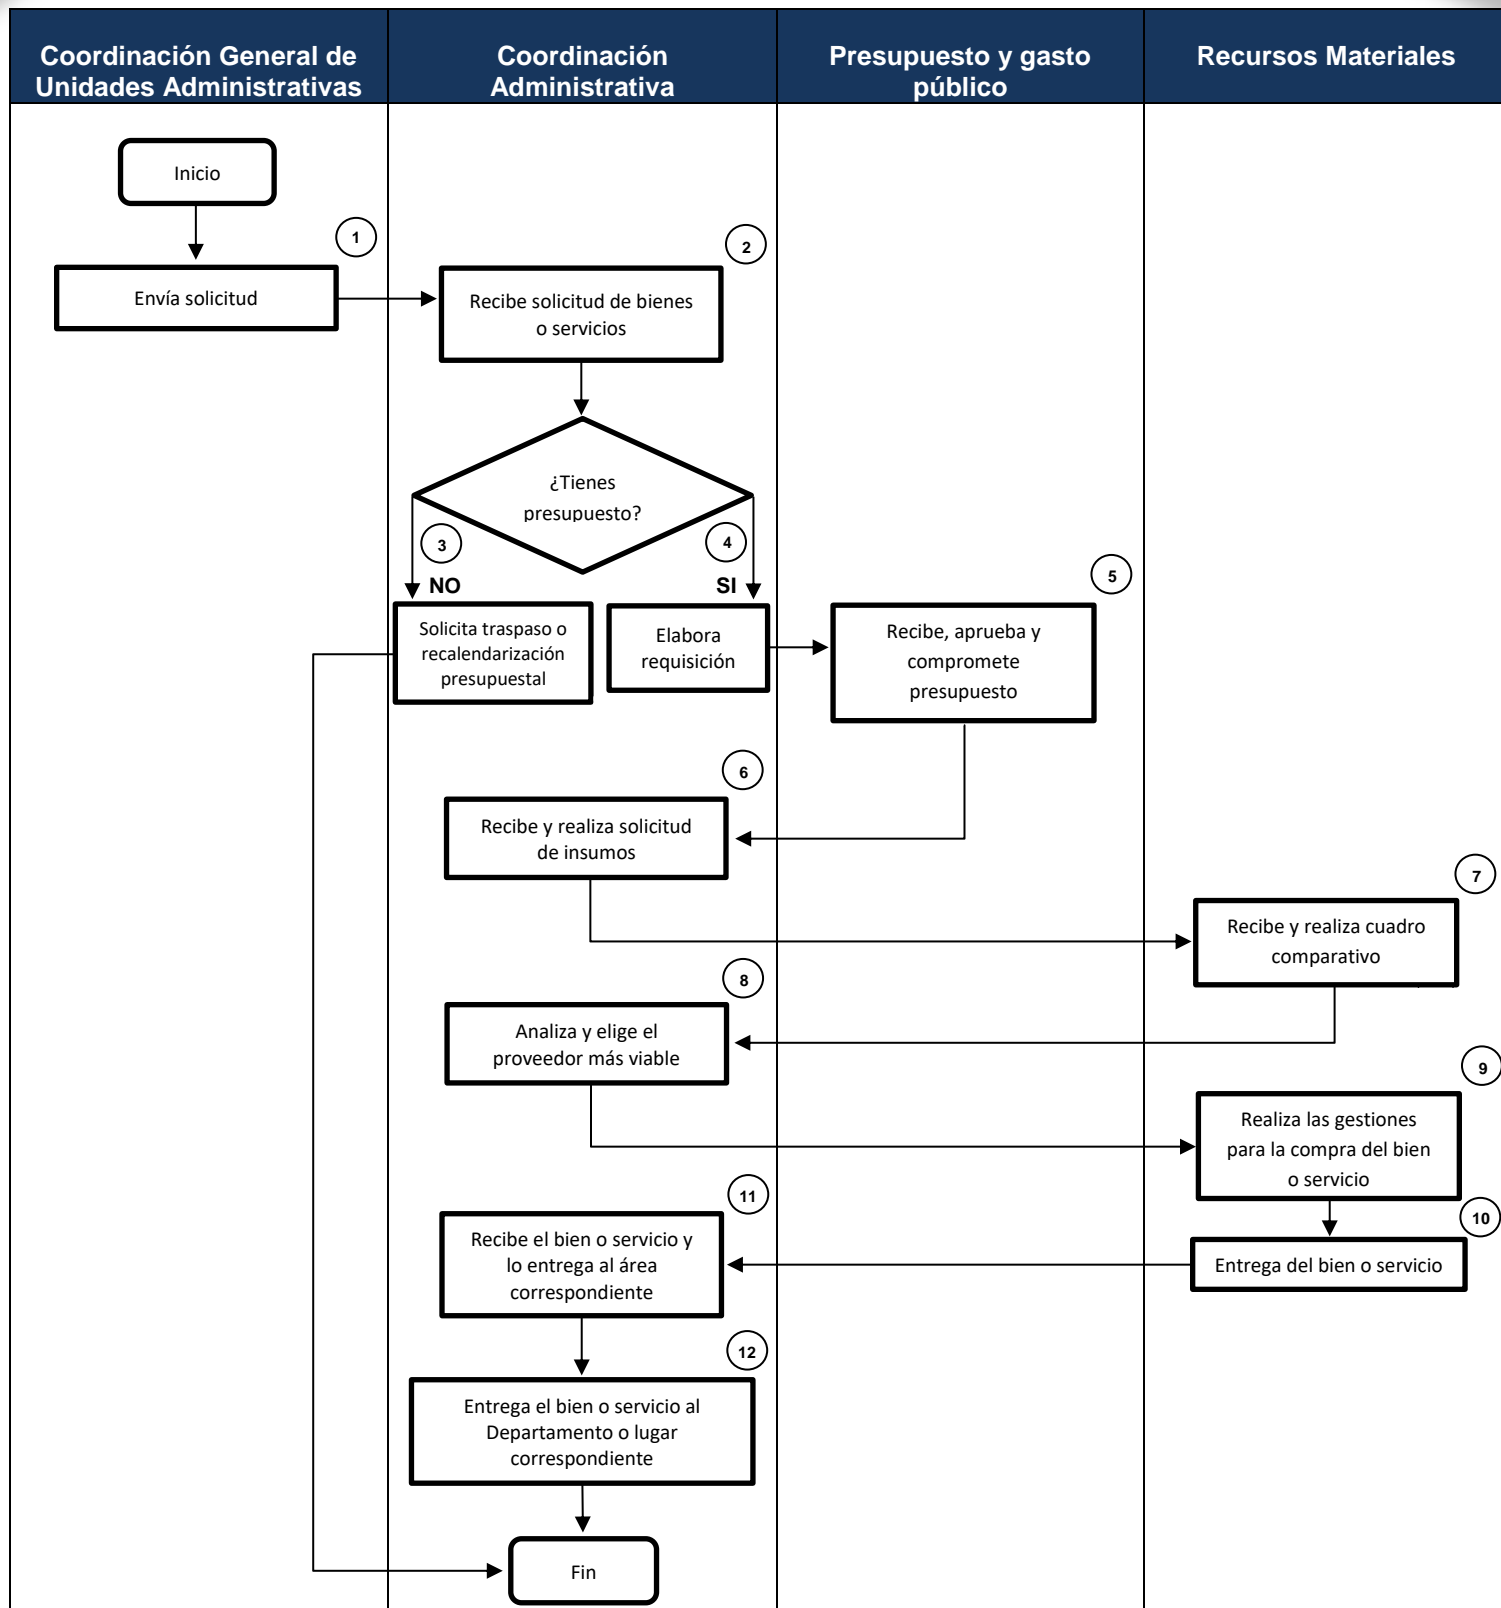 Coordinación General de
Unidades Administrativas
Coordinación
Administrativa
Presupuesto y gasto
público
Recursos Materiales
Inicio
1
Envía solicitud
2
Recibe solicitud de bienes
o servicios
¿Tienes
presupuesto?
3
NO
4
SI
Solicita traspaso o
recalendarización
presupuestal
Elabora
requisición
5
Recibe, aprueba y
compromete
presupuesto
6
Recibe y realiza solicitud
de insumos
7
Recibe y realiza cuadro
comparativo
8
Analiza y elige el
proveedor más viable
9
Realiza las gestiones
para la compra del bien
o servicio
10
Entrega del bien o servicio
11
Recibe el bien o servicio y
lo entrega al área
correspondiente
12
Entrega el bien o servicio al
Departamento o lugar
correspondiente
Fin